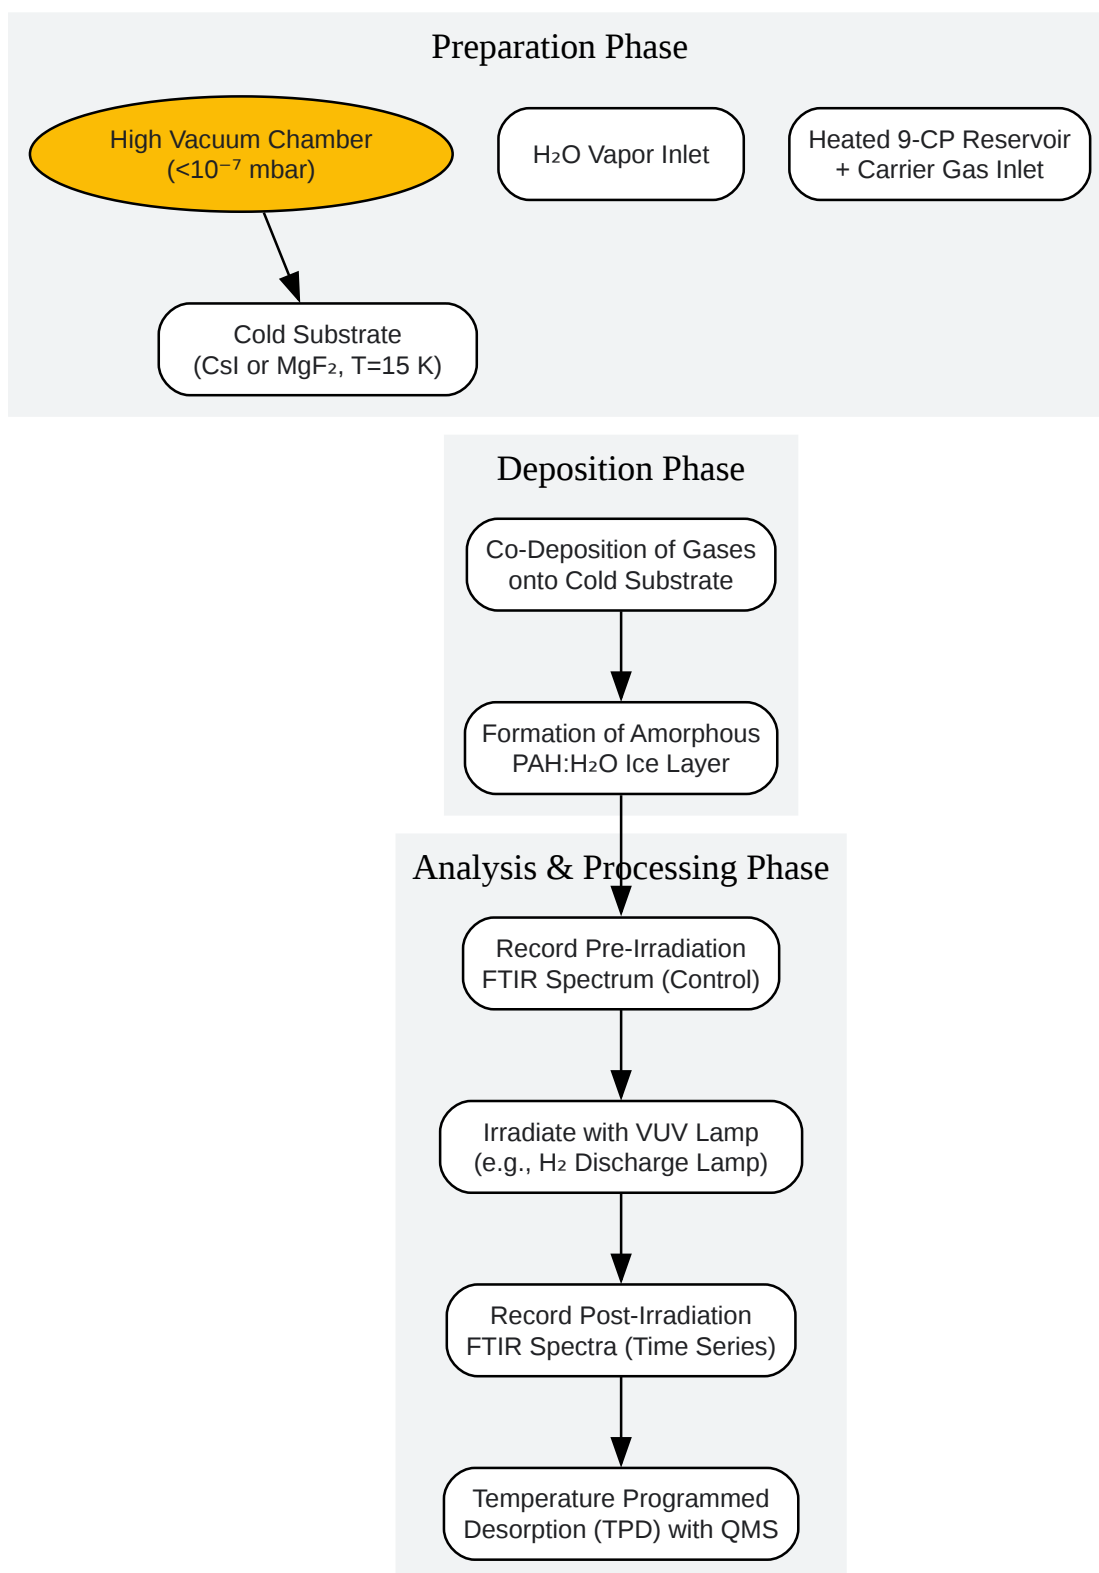 Preparation Phase
High Vacuum Chamber
(<10⁻⁷ mbar)
H₂O Vapor Inlet
Heated 9-CP Reservoir
+ Carrier Gas Inlet
Cold Substrate
(CsI or MgF₂, T=15 K)
Deposition Phase
Co-Deposition of Gases
onto Cold Substrate
Formation of Amorphous
PAH:H₂O Ice Layer
Analysis & Processing Phase
Record Pre-Irradiation
FTIR Spectrum (Control)
Irradiate with VUV Lamp
(e.g., H₂ Discharge Lamp)
Record Post-Irradiation
FTIR Spectra (Time Series)
Temperature Programmed
Desorption (TPD) with QMS